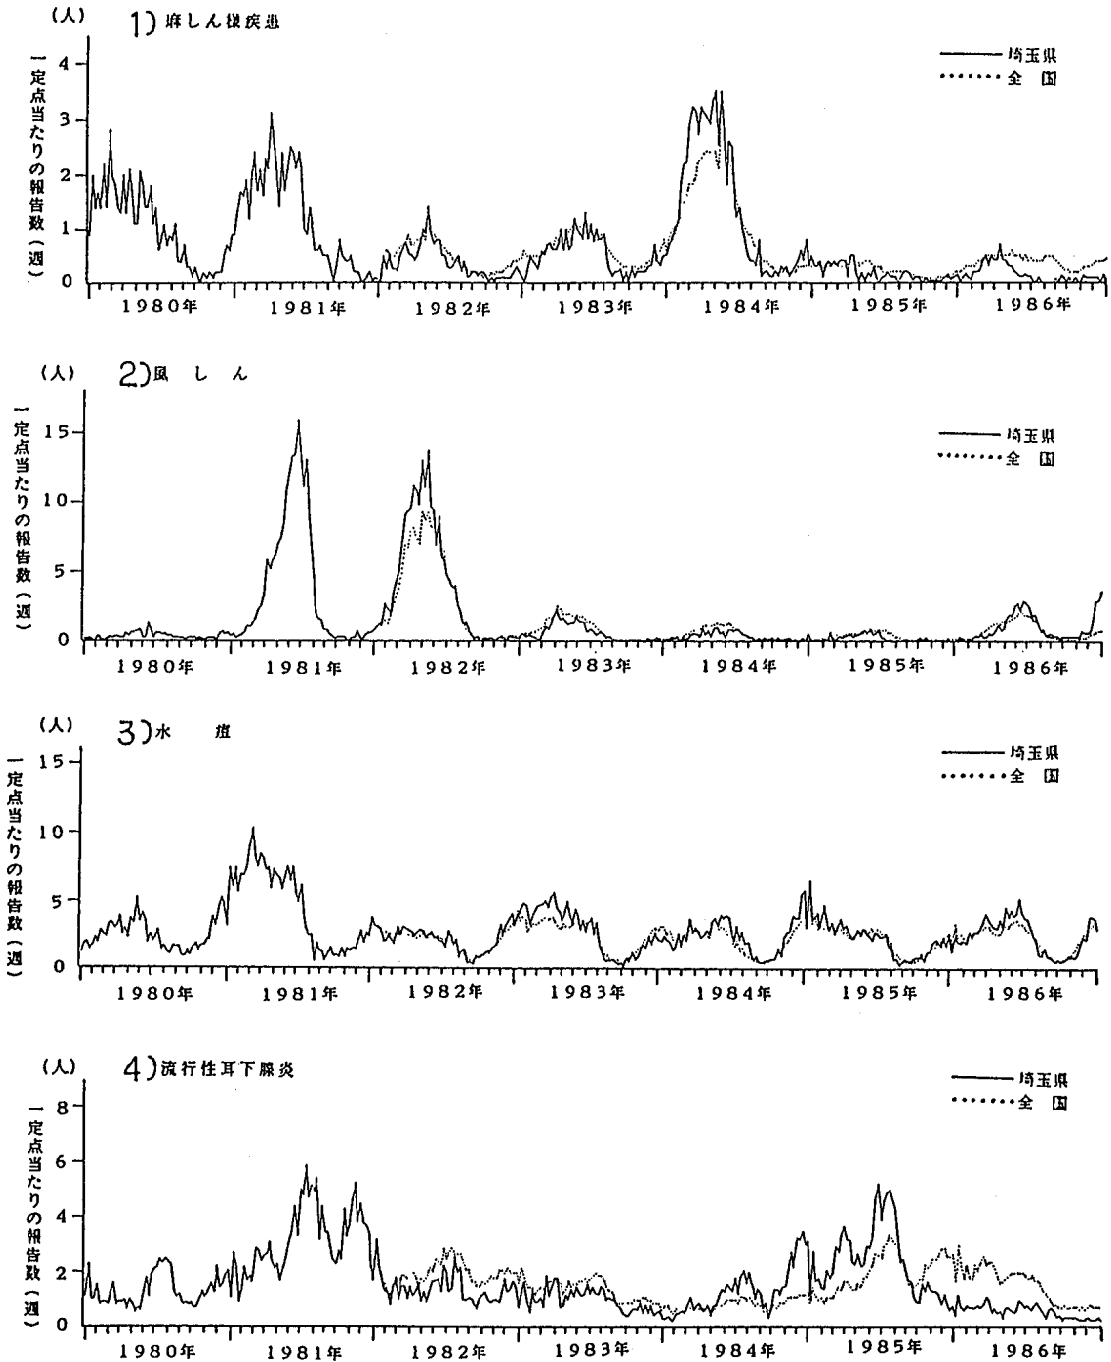 (人) 1)麻しん様疾患
一定点当たりの報告数(週)
埼玉県
全国
4
3
2
1
0
1980年 1981年 1982年 1983年 1984年 1985年 1986年
(人) 2)風しん
一定点当たりの報告数(週)
埼玉県
全国
15
10
5
0
1980年 1981年 1982年 1983年 1984年 1985年 1986年
(人) 3)水痘
一定点当たりの報告数(週)
埼玉県
全国
15
10
5
0
1980年 1981年 1982年 1983年 1984年 1985年 1986年
(人) 4)流行性耳下腺炎
一定点当たりの報告数(週)
埼玉県
全国
8
6
4
2
0
1980年 1981年 1982年 1983年 1984年 1985年 1986年